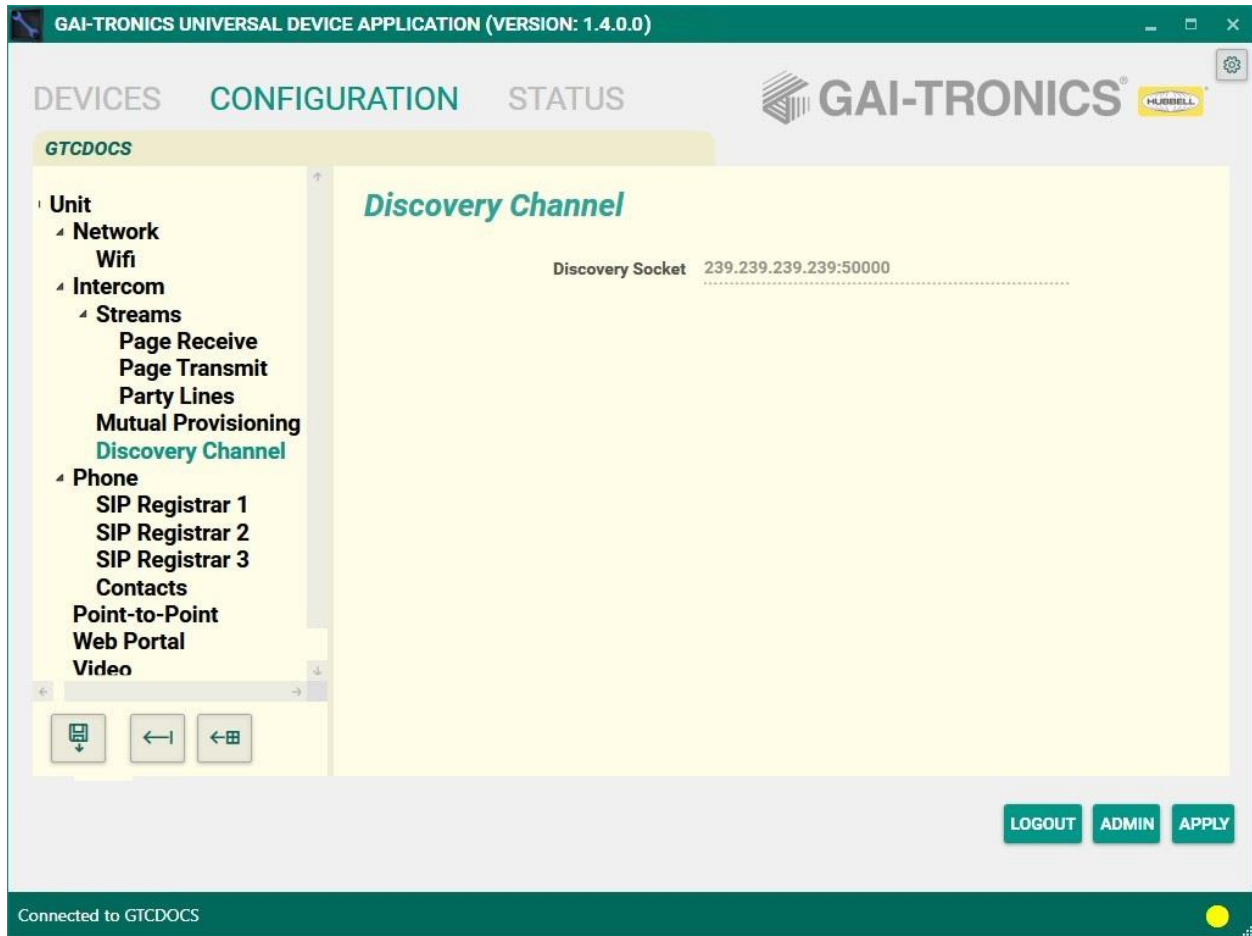 GAI-TRONICS UNIVERSAL DEVICE APPLICATION (VERSION: 1.4.0.0)
DEVICES CONFIGURATION STATUS
GAI-TRONICS® HUBBELL
GTCDOCS
Unit
Network
Wifi
Intercom
Streams
Page Receive
Page Transmit
Party Lines
Mutual Provisioning
Discovery Channel
Phone
SIP Registrar 1
SIP Registrar 2
SIP Registrar 3
Contacts
Point-to-Point
Web Portal
Video
Discovery Channel
Discovery Socket 239.239.239.239:50000
LOGOUT ADMIN APPLY
Connected to GTCDOCS